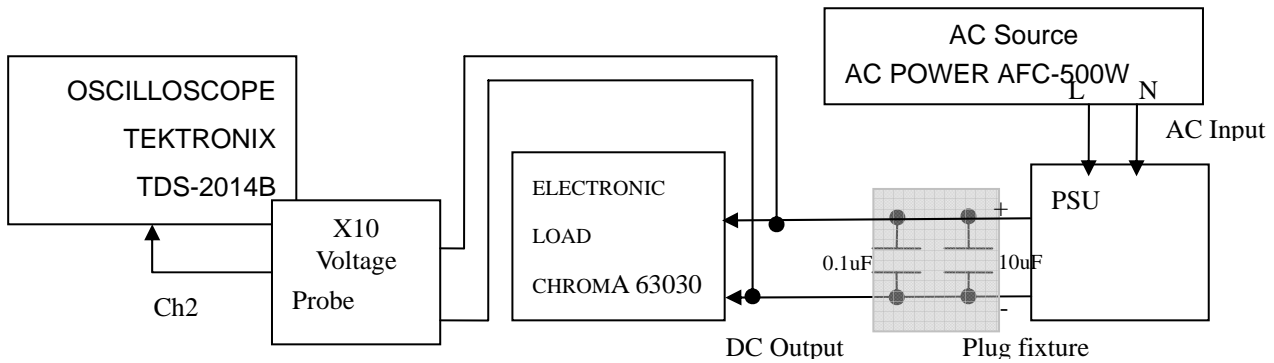 OSCILLOSCOPE
TEKTRONIX
TDS-2014B
X10
Voltage
Probe
Ch2
ELECTRONIC
LOAD
CHROMA 63030
DC Output
AC Source
AC POWER AFC-500W
L N
AC Input
PSU
+
0.1uF
10uF
-
Plug fixture